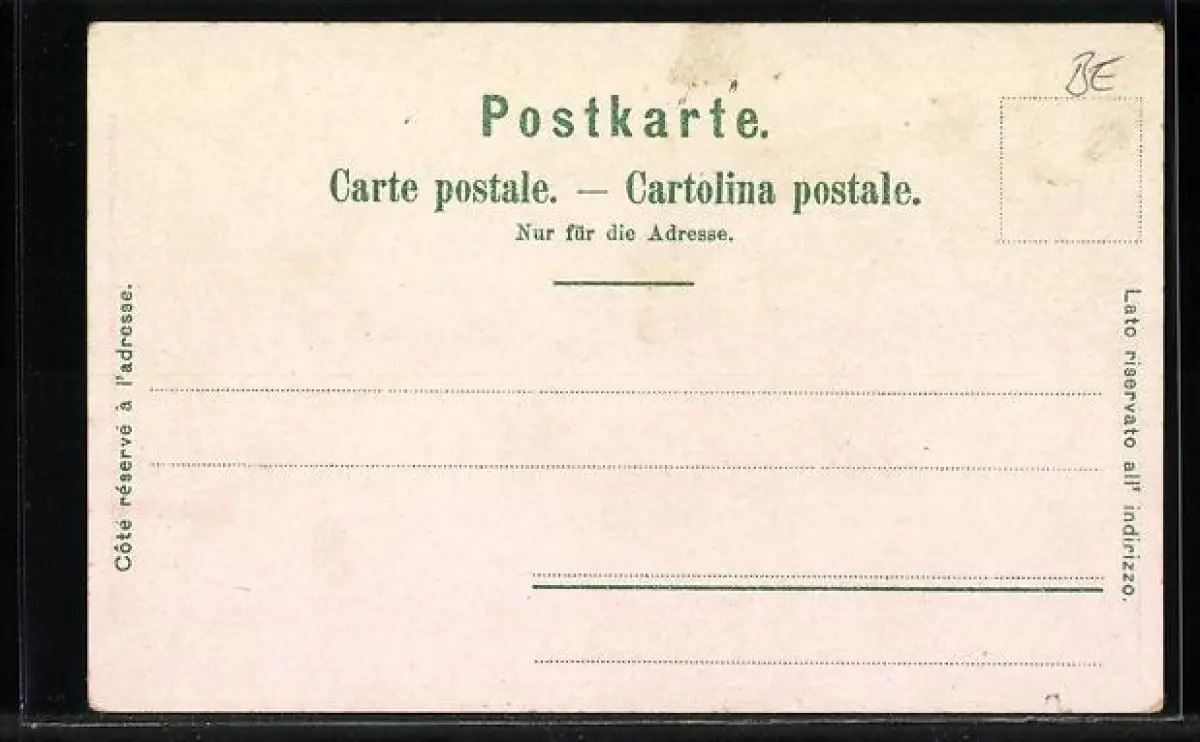 BE
Postkarte.
Carte postale. — Cartolina postale.
Nur für die Adresse.
Côté réservé à l'adresse.
Lato riservato all' indirizzo.